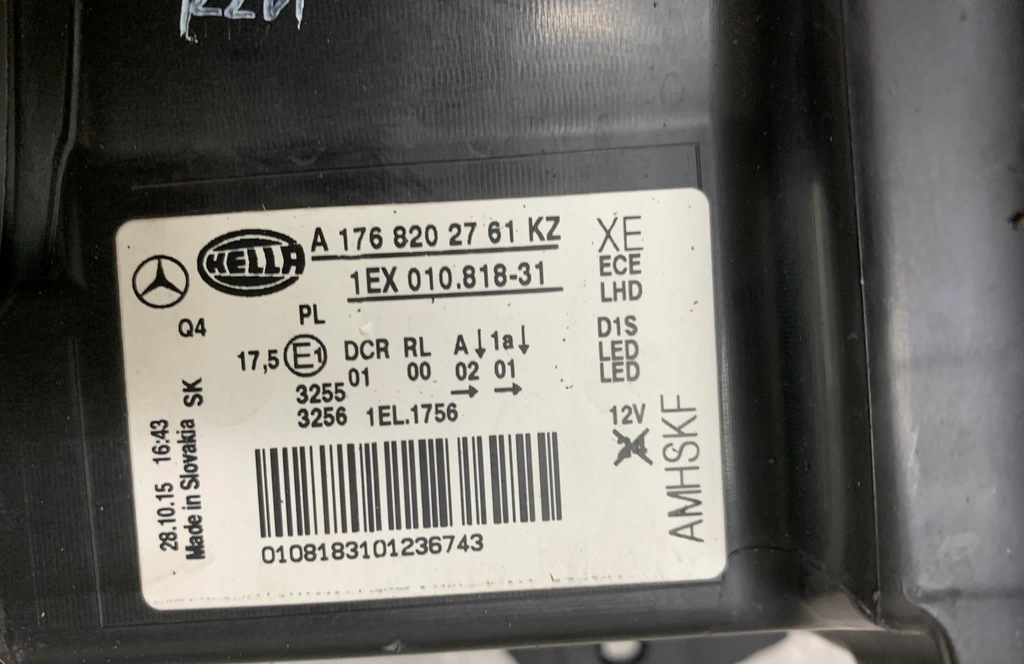 HELLA
A 176 820 27 61 KZ
1EX 010.818-31
XE
ECE
LHD
Q4
PL
17,5 E1 DCR RL A↓ 1a↓
01 00 02 01
→ →
3255
3256 1EL.1756
D1S
LED
LED
12V
AMHSKF
28.10.15 16:43
Made in Slovakia SK
0108183101236743